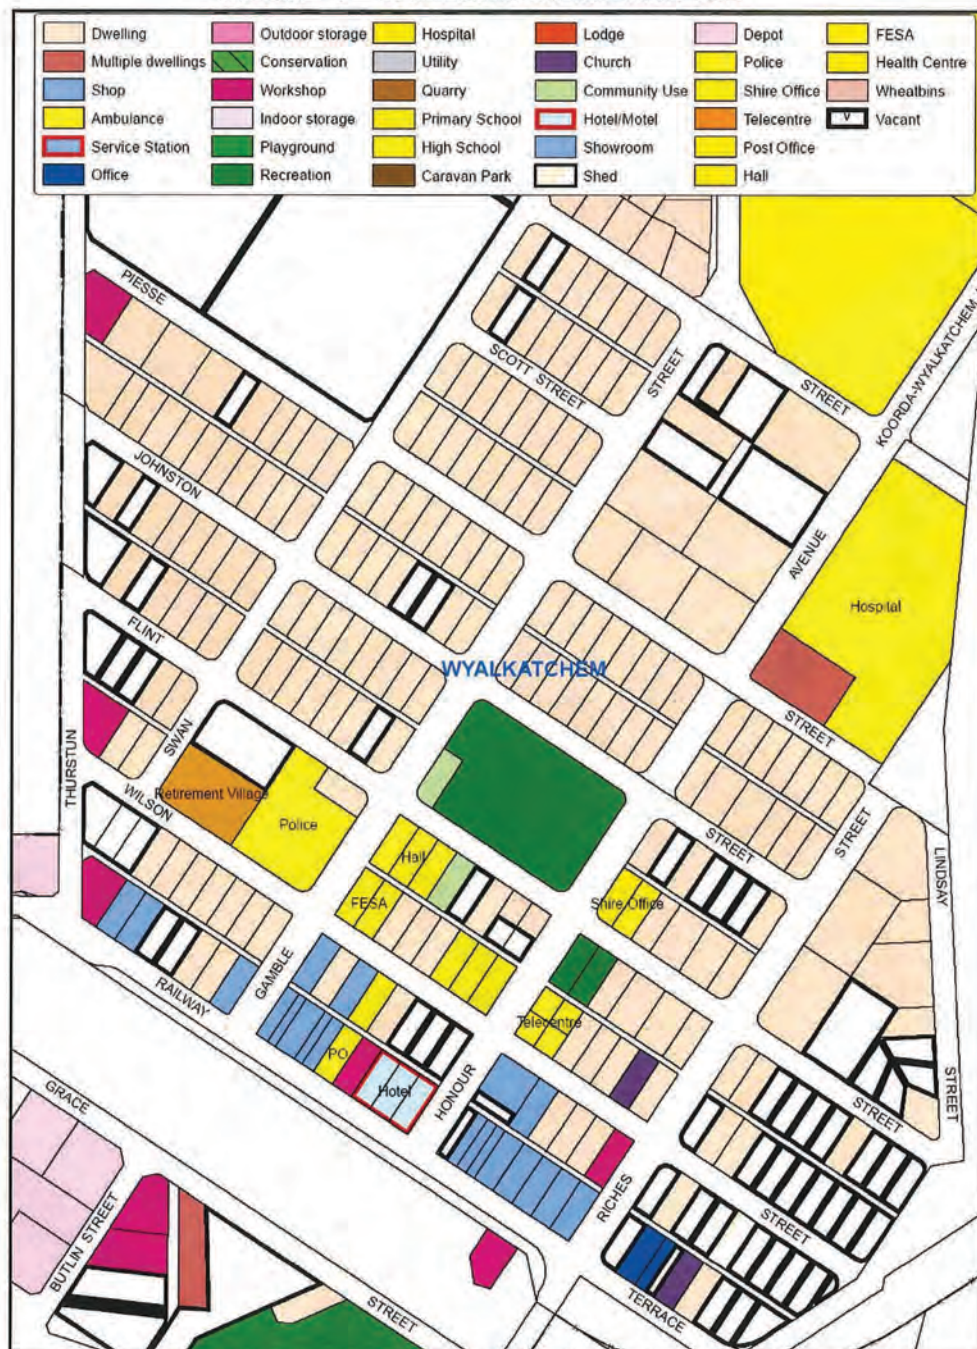 Dwelling
Outdoor storage
Hospital
Lodge
Depot
FESA
Multiple dwellings
Conservation
Utility
Church
Police
Health Centre
Shop
Workshop
Quarry
Community Use
Shire Office
Wheatbins
Ambulance
Indoor storage
Primary School
Hotel/Motel
Telecentre
V
Vacant
Service Station
Playground
High School
Showroom
Post Office
Office
Recreation
Caravan Park
Shed
Hall
PIESSE
SCOTT STREET
STREET
STREET
KOORDA-WYALKATCHEM
JOHNSTON
AVENUE
Hospital
FLINT
WYALKATCHEM
STREET
SWAN
THURSTUN
WILSON
Retirement Village
Police
STREET
STREET
LINDSAY
Hall
FESA
Shire Office
RAILWAY
GAMBLE
Telecentre
PO
Hotel
HONOUR
GRACE
STREET
STREET
RICHES
STREET
BUTLIN STREET
STREET
TERRACE